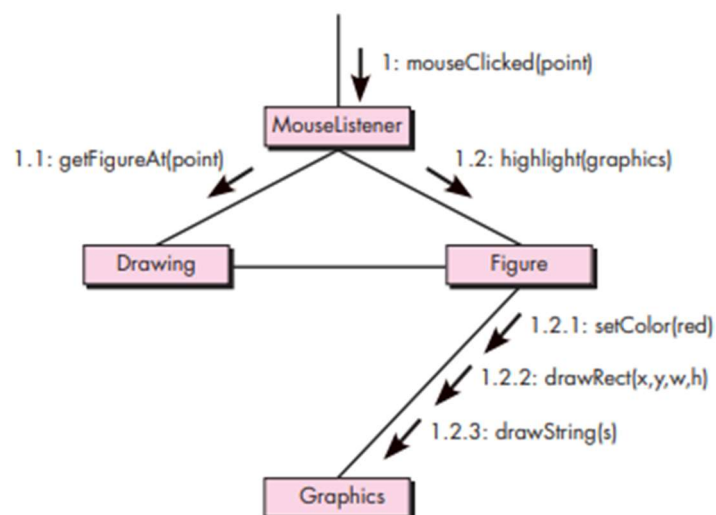 1: mouseClicked(point)
MouseListener
1.1: getFigureAt(point)
1.2: highlight(graphics)
Drawing
Figure
1.2.1: setColor(red)
1.2.2: drawRect(x,y,w,h)
1.2.3: drawString(s)
Graphics